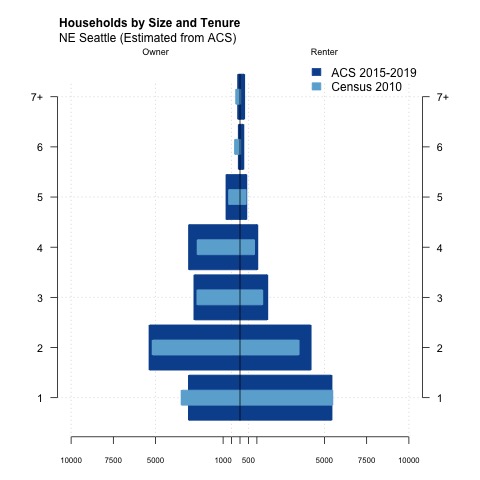 Households by Size and Tenure
NE Seattle (Estimated from ACS)
Owner
Renter
ACS 2015-2019
Census 2010
7+
7+
6
6
5
5
4
4
3
3
2
2
1
1
10000 7500 5000 1000 500 5000 7500 10000